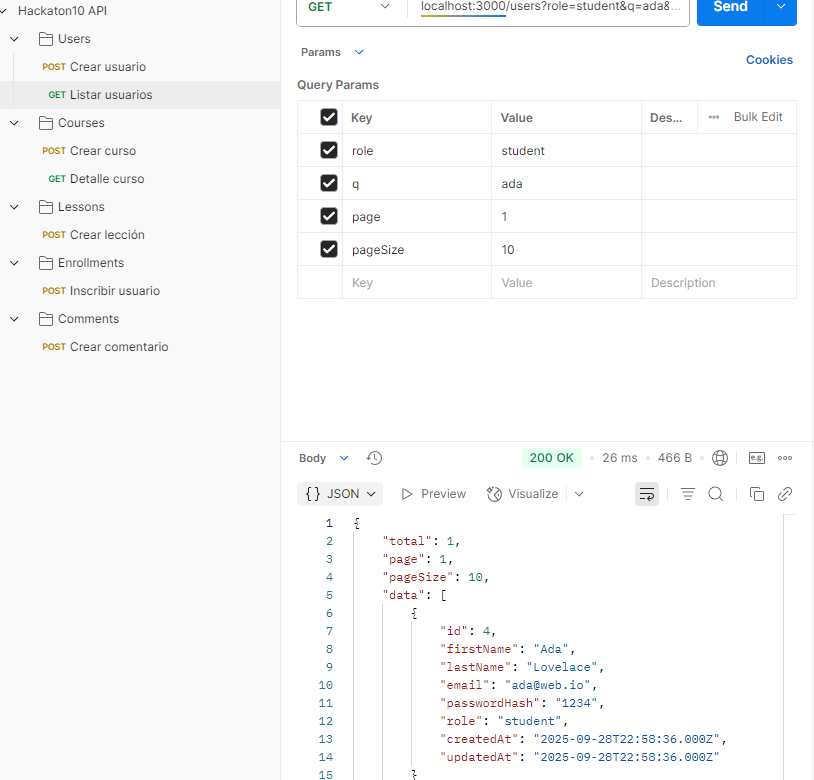 Hackaton10 API
Users
POST Crear usuario
GET Listar usuarios
Courses
POST Crear curso
GET Detalle curso
Lessons
POST Crear lección
Enrollments
POST Inscribir usuario
Comments
POST Crear comentario
GET localhost:3000/users?role=student&q=ada&... Send
Params
Cookies
Query Params
Key Value Des... Bulk Edit
role student
q ada
page 1
pageSize 10
Key Value Description
Body 200 OK 26 ms 466 B e.g.
{} JSON Preview Visualize
1 {
2 "total": 1,
3 "page": 1,
4 "pageSize": 10,
5 "data": [
6 {
7 "id": 4,
8 "firstName": "Ada",
9 "lastName": "Lovelace",
10 "email": "ada@web.io",
11 "passwordHash": "1234",
12 "role": "student",
13 "createdAt": "2025-09-28T22:58:36.000Z",
14 "updatedAt": "2025-09-28T22:58:36.000Z"
15 }